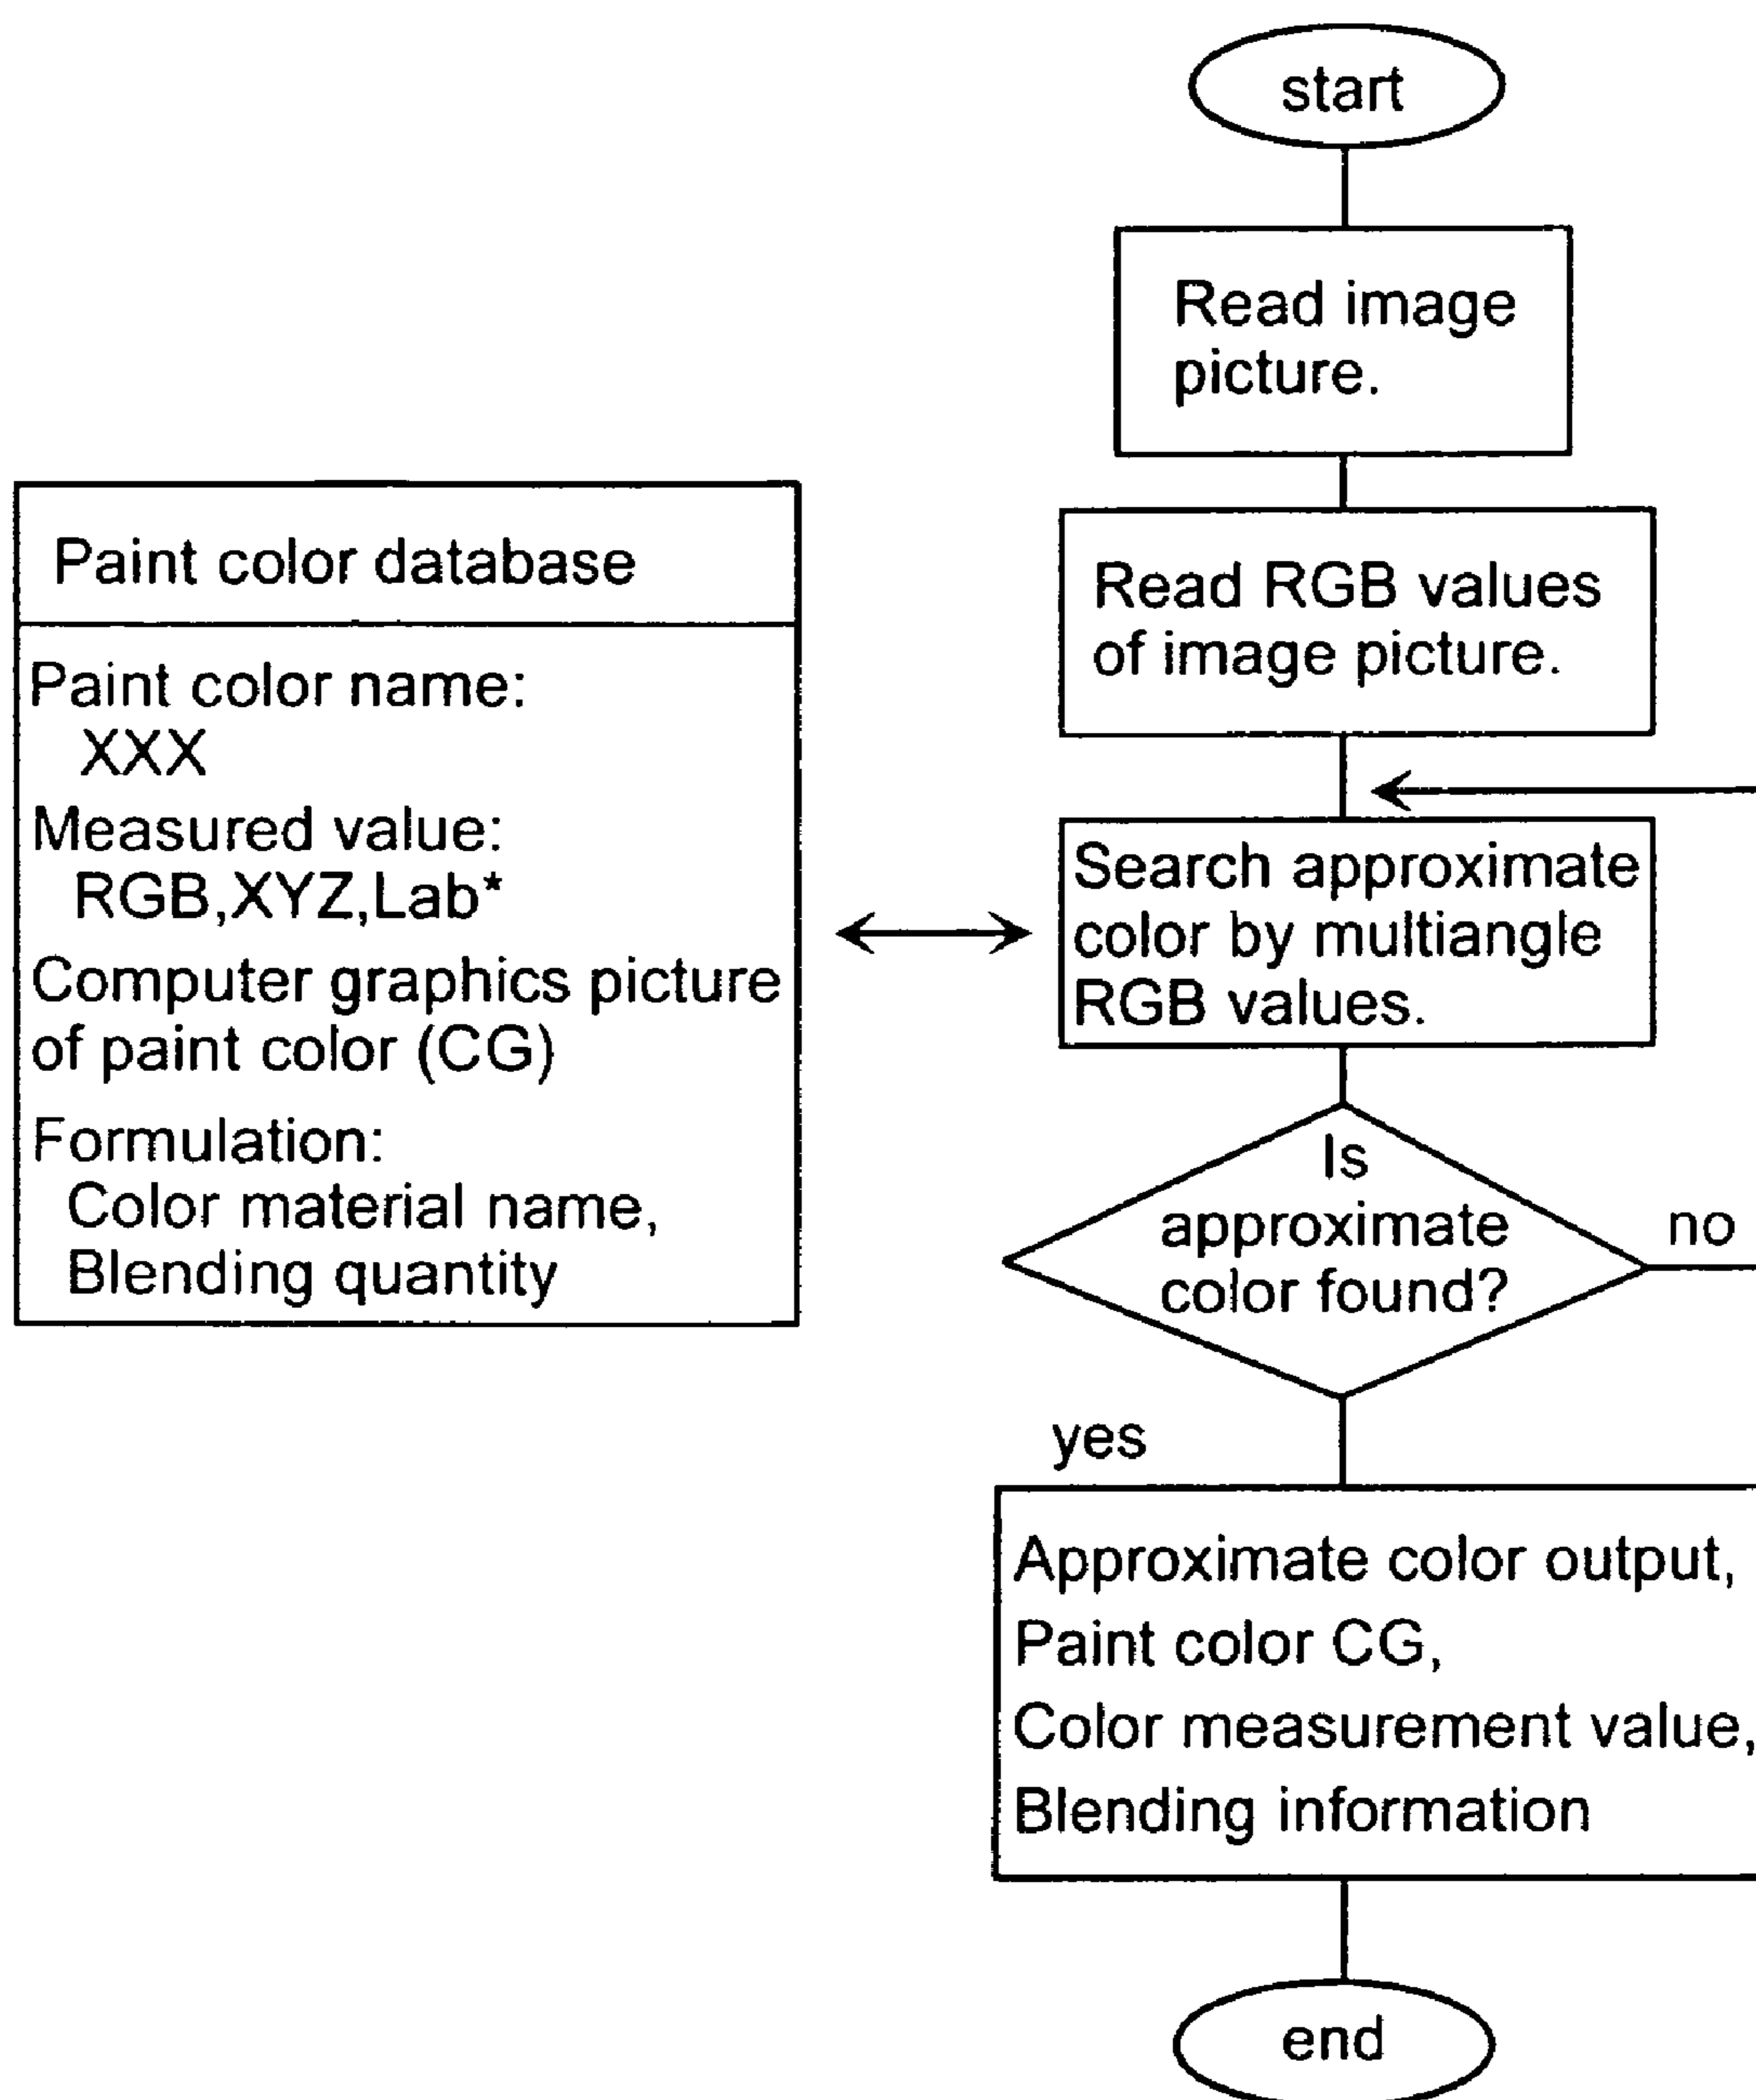 start
Read image
picture.
Read RGB values
of image picture.
Search approximate
color by multiangle
RGB values.
Is
approximate
color found?
no
yes
Approximate color output,
Paint color CG,
Color measurement value,
Blending information
end
Paint color database
Paint color name:
XXX
Measured value:
RGB,XYZ,Lab*
Computer graphics picture
of paint color (CG)
Formulation:
Color material name,
Blending quantity